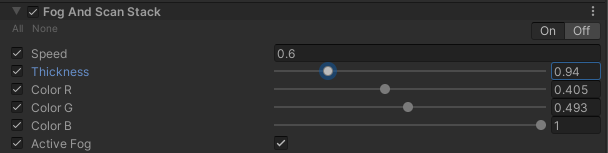 Fog And Scan Stack
All None On Off
Speed 0.6
Thickness 0.94
Color R 0.405
Color G 0.493
Color B 1
Active Fog